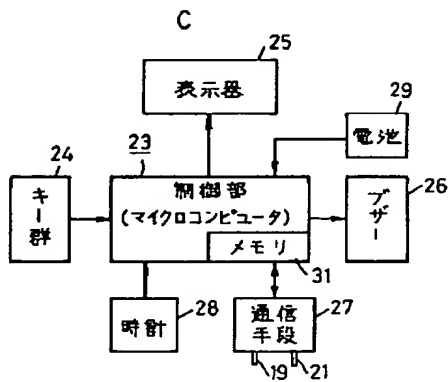 C
25
表示器
29
電池
24
キー群
23
制御部
(マイクロコンピュータ)
メモリ
31
ブザー
26
時計
28
通信
手段
27
19
21